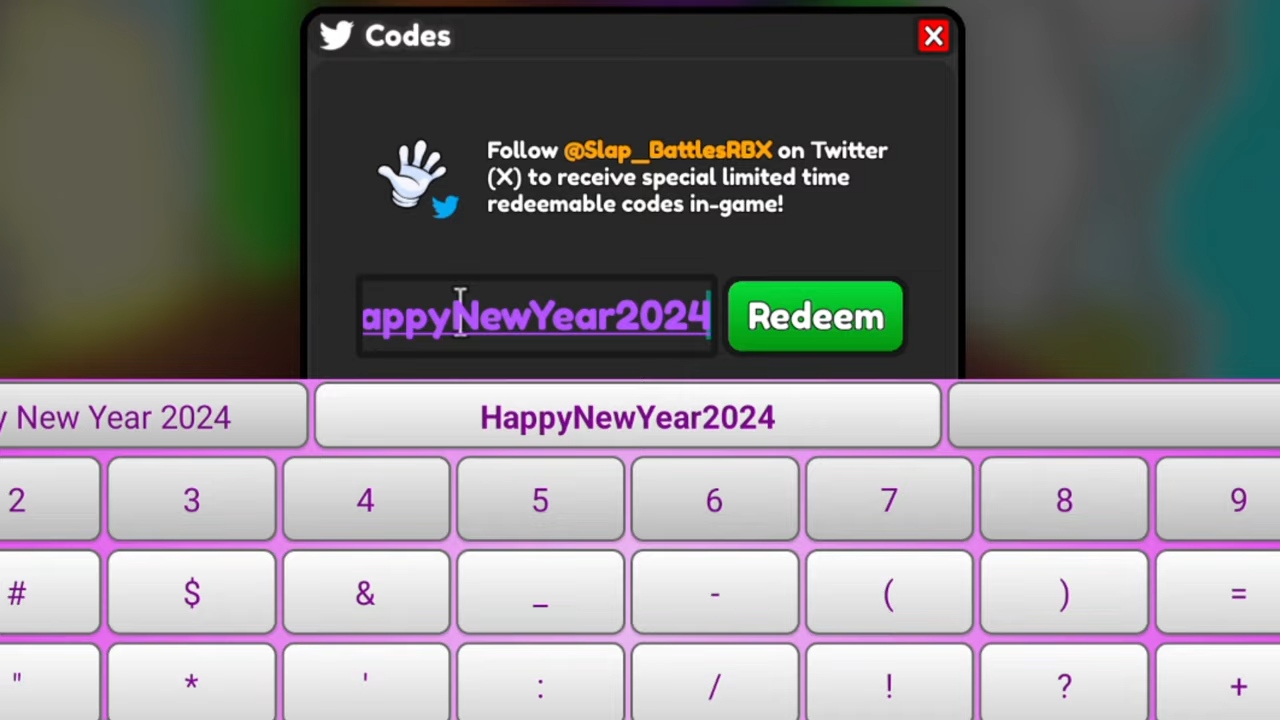 Codes
X
Follow @Slap_BattlesRBX on Twitter
(X) to receive special limited time
redeemable codes in-game!
appyNewYear2024
Redeem
y New Year 2024
HappyNewYear2024
2 3 4 5 6 7 8 9
# $ & _ - ( ) =
" * ' : / ! ? +